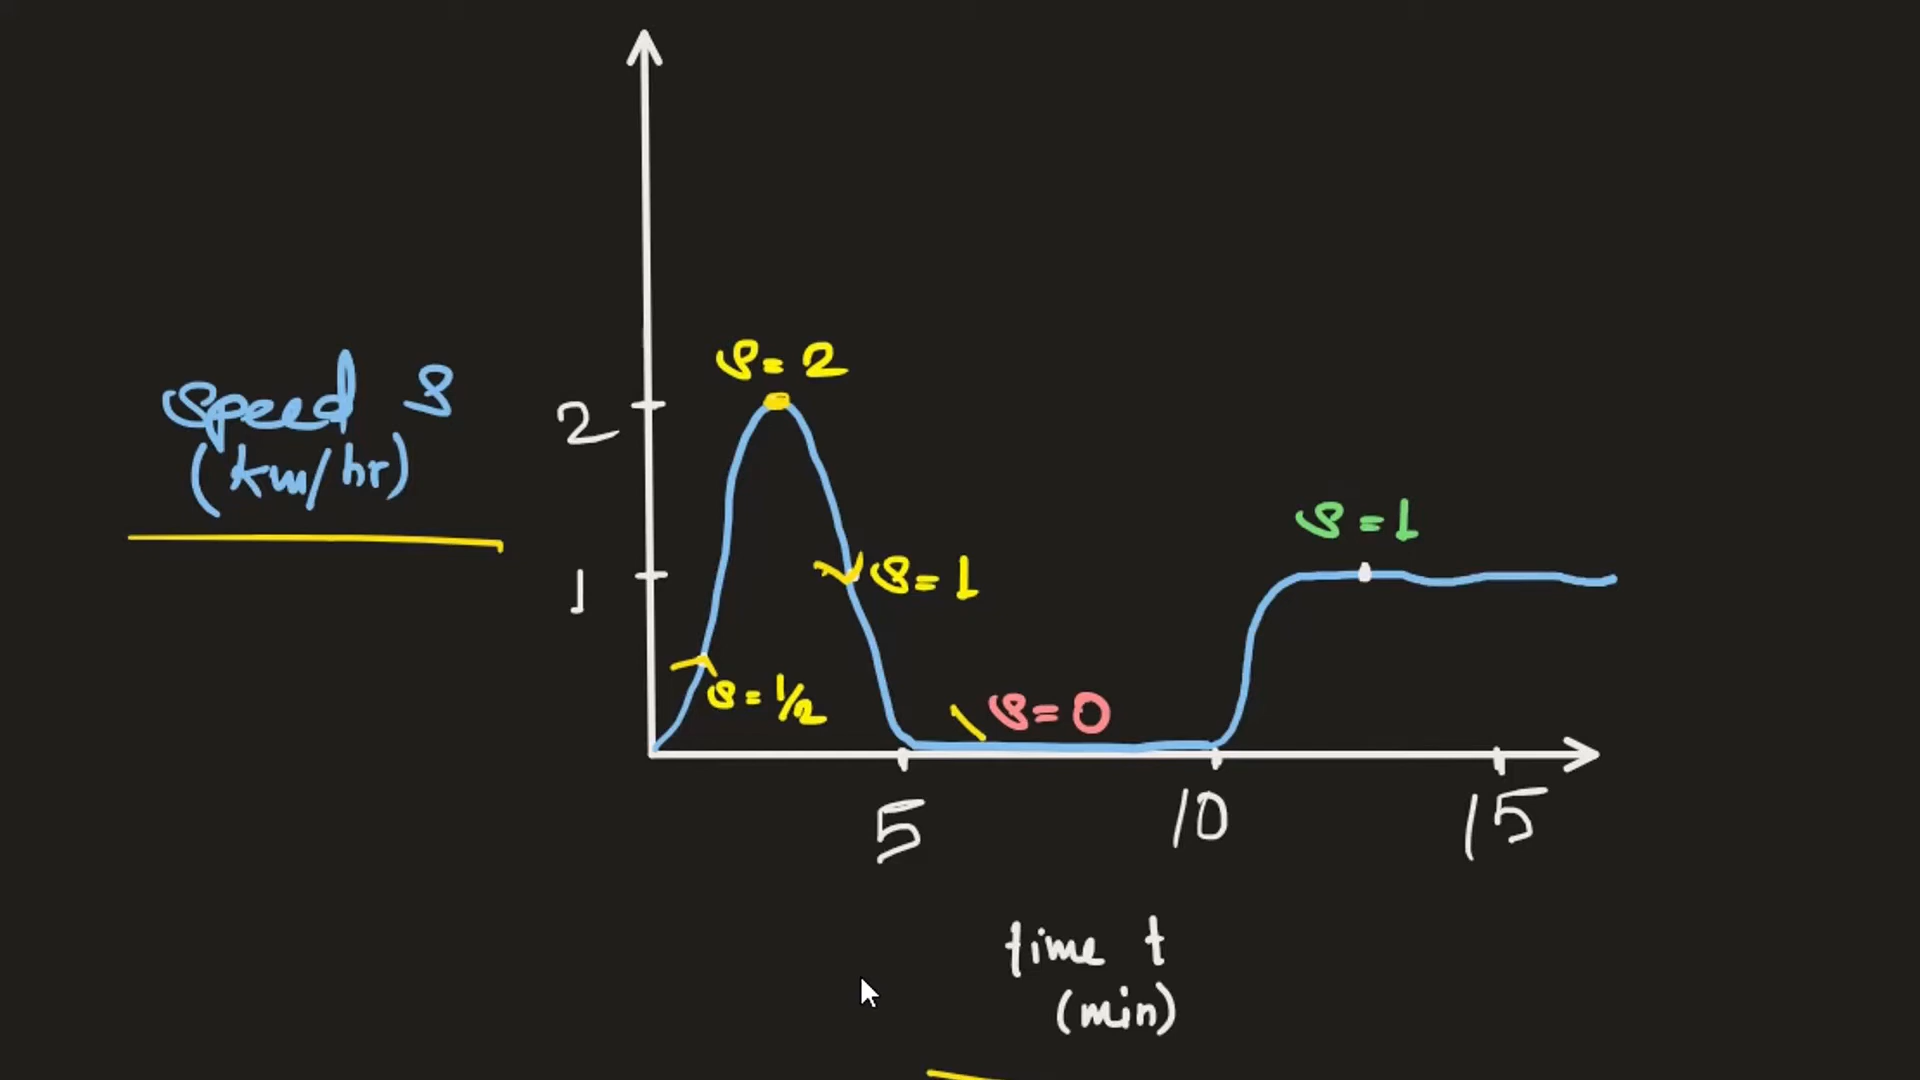 S = 2
speed S
2
(km/hr)
S = 1
S = 1
1
S = 1/2
S = 0
5
10
15
time t
(min)